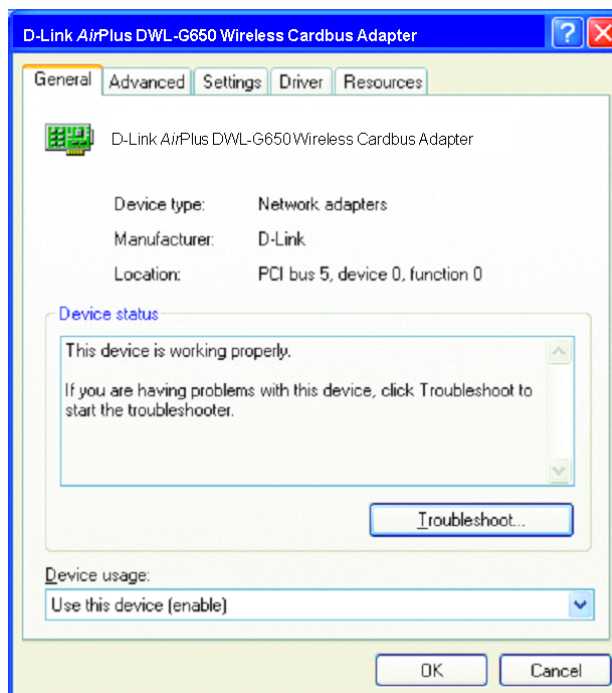 D-Link AirPlus DWL-G650 Wireless Cardbus Adapter
General Advanced Settings Driver Resources
D-Link AirPlus DWL-G650 Wireless Cardbus Adapter
Device type: Network adapters
Manufacturer: D-Link
Location: PCI bus 5, device 0, function 0
Device status
This device is working properly.
If you are having problems with this device, click Troubleshoot to
start the troubleshooter.
Troubleshoot...
Device usage:
Use this device (enable)
OK Cancel